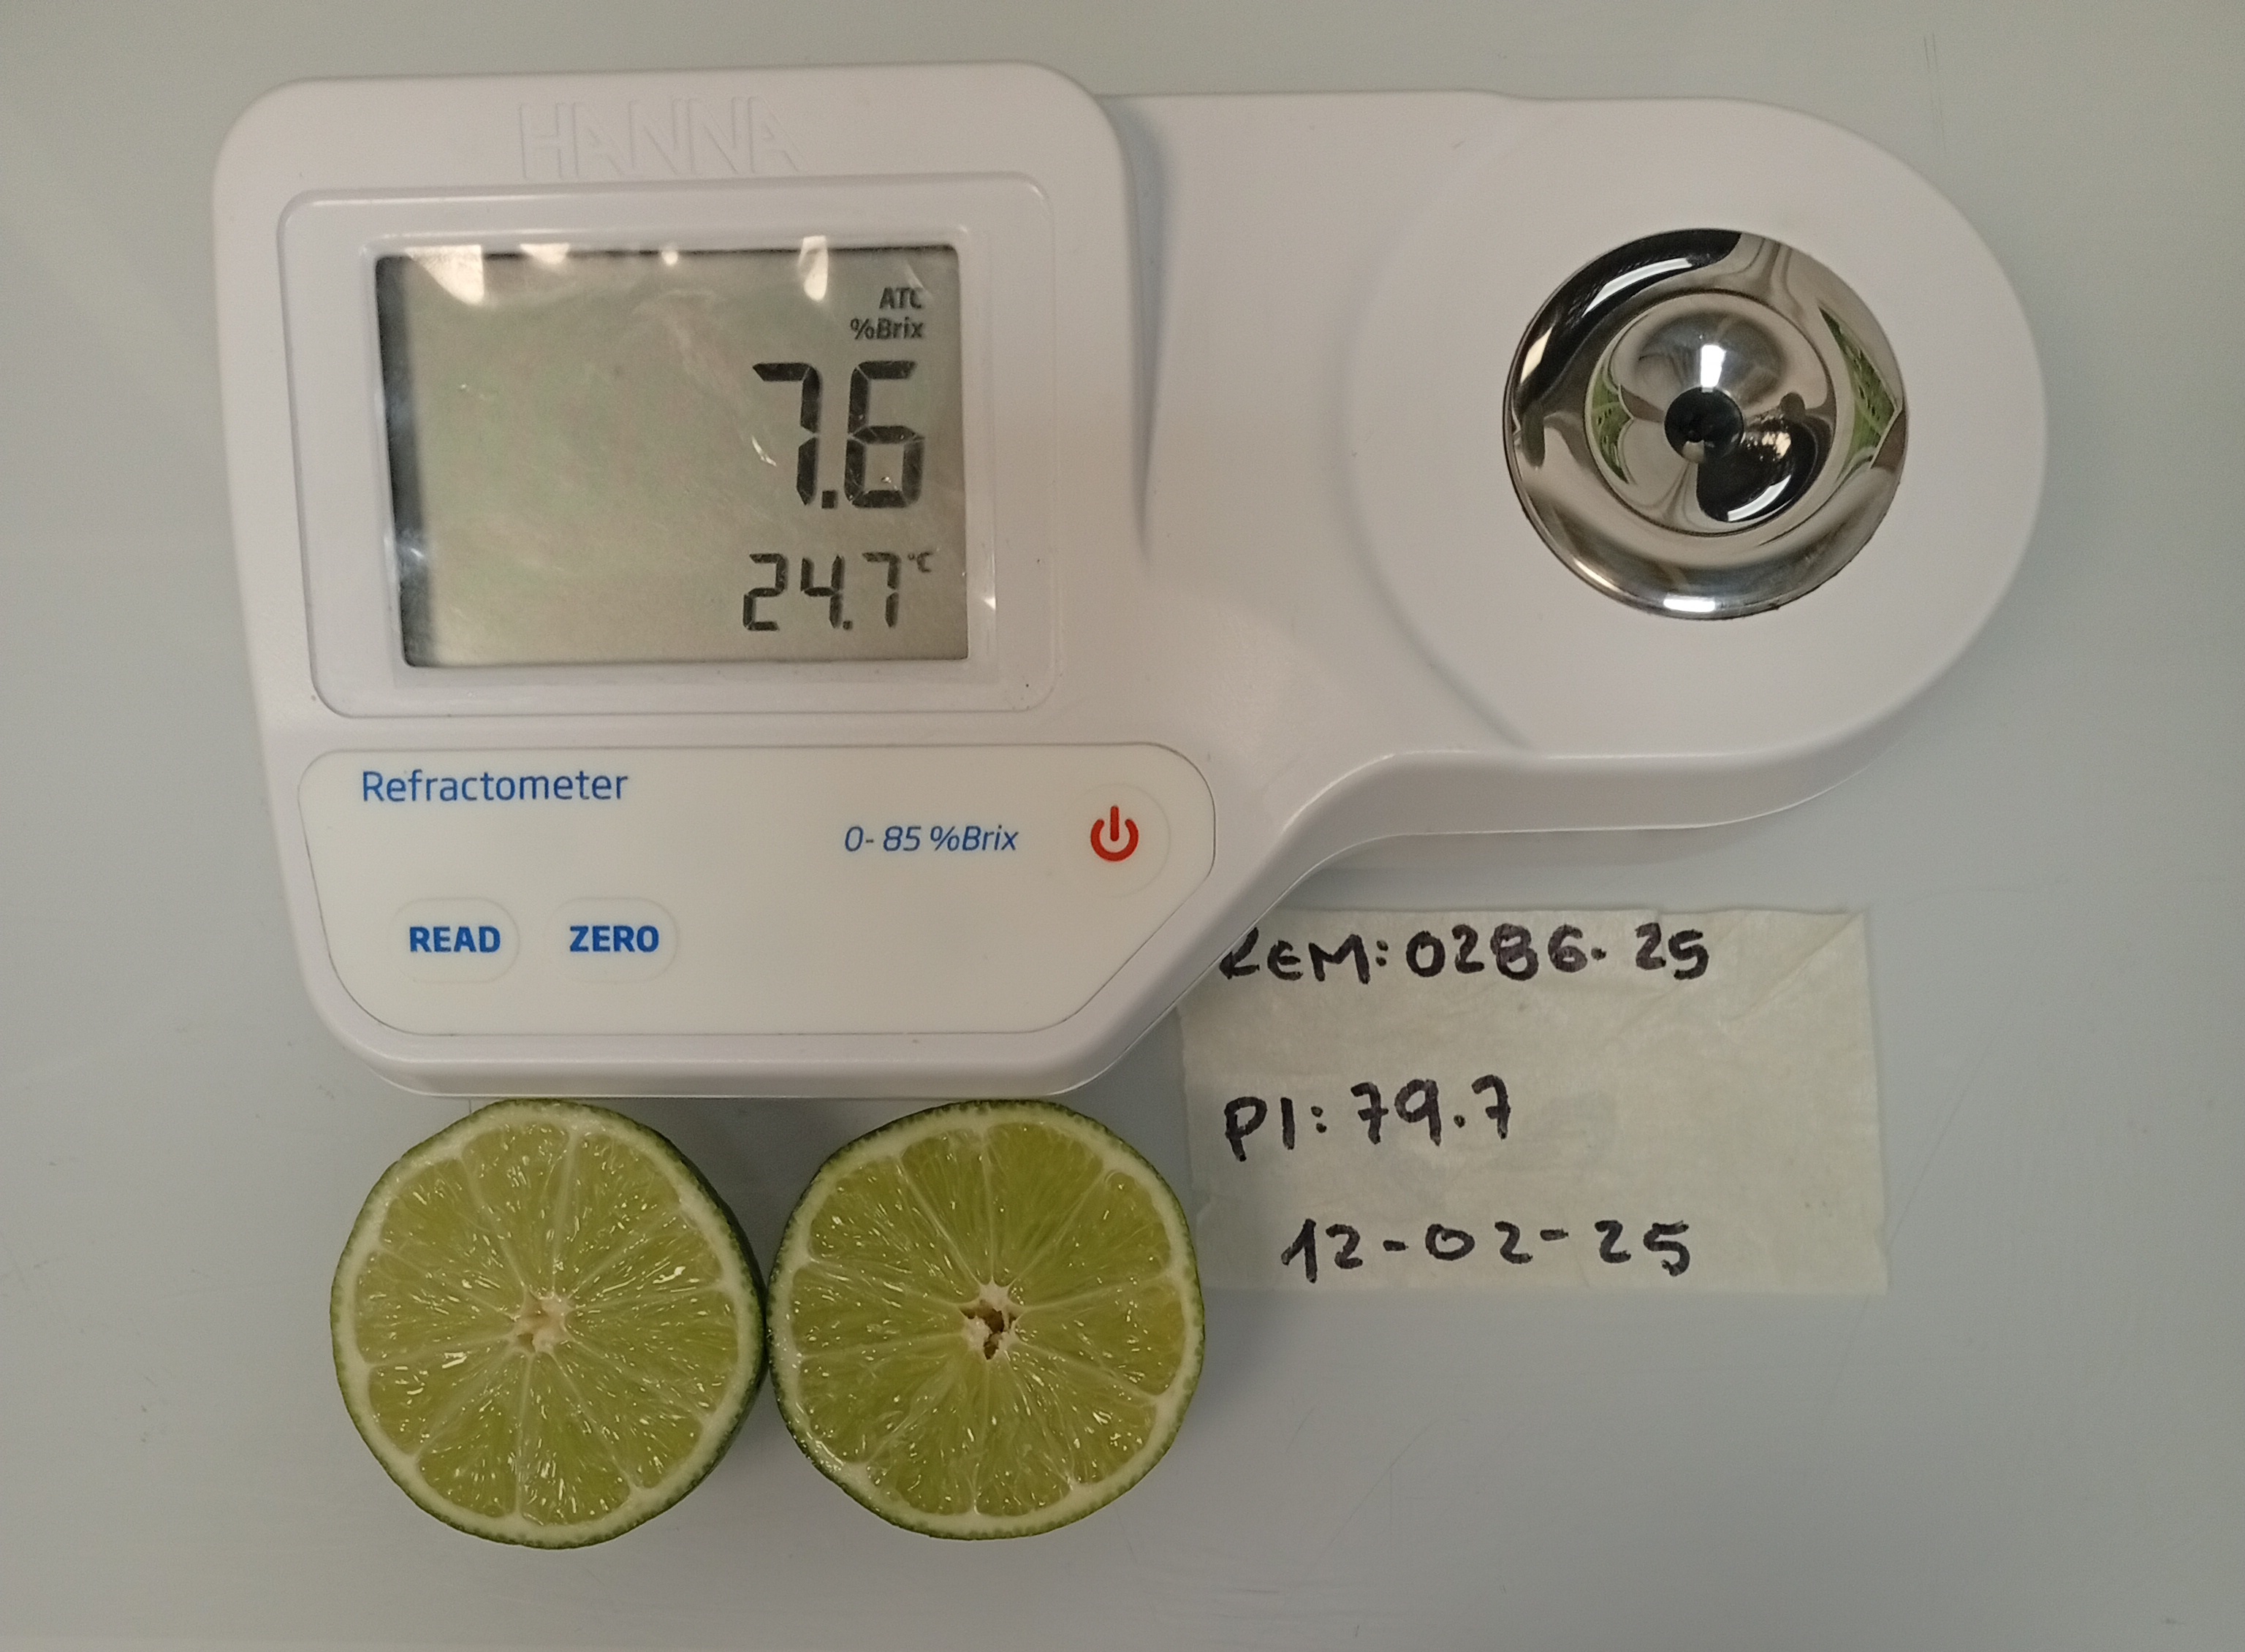 HANNA
ATC
%Brix
7.6
24.7°C
Refractometer
0-85 %Brix
READ ZERO
REM: 0286-25
PI: 79.7
12-02-25